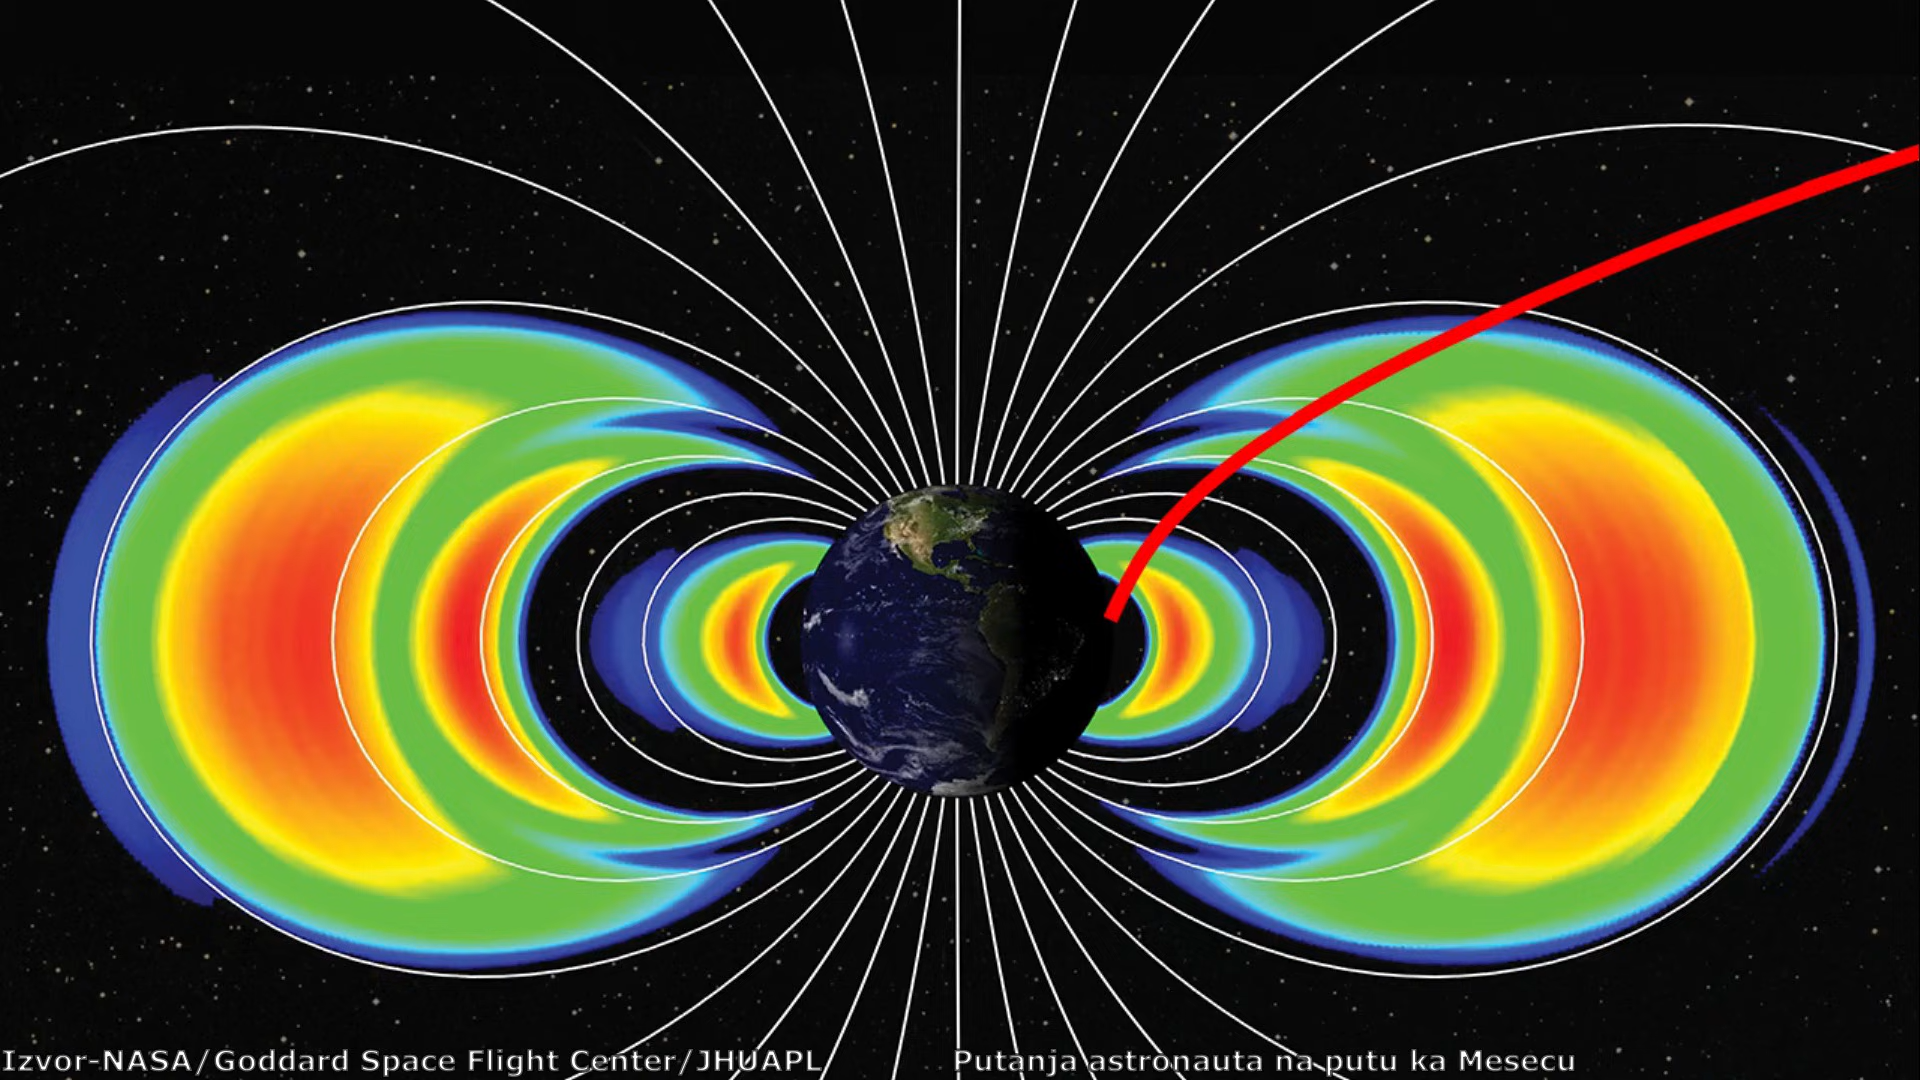 Izvor-NASA/Goddard Space Flight Center/JHUAPL
Putanja astronauta na putu ka Mesecu